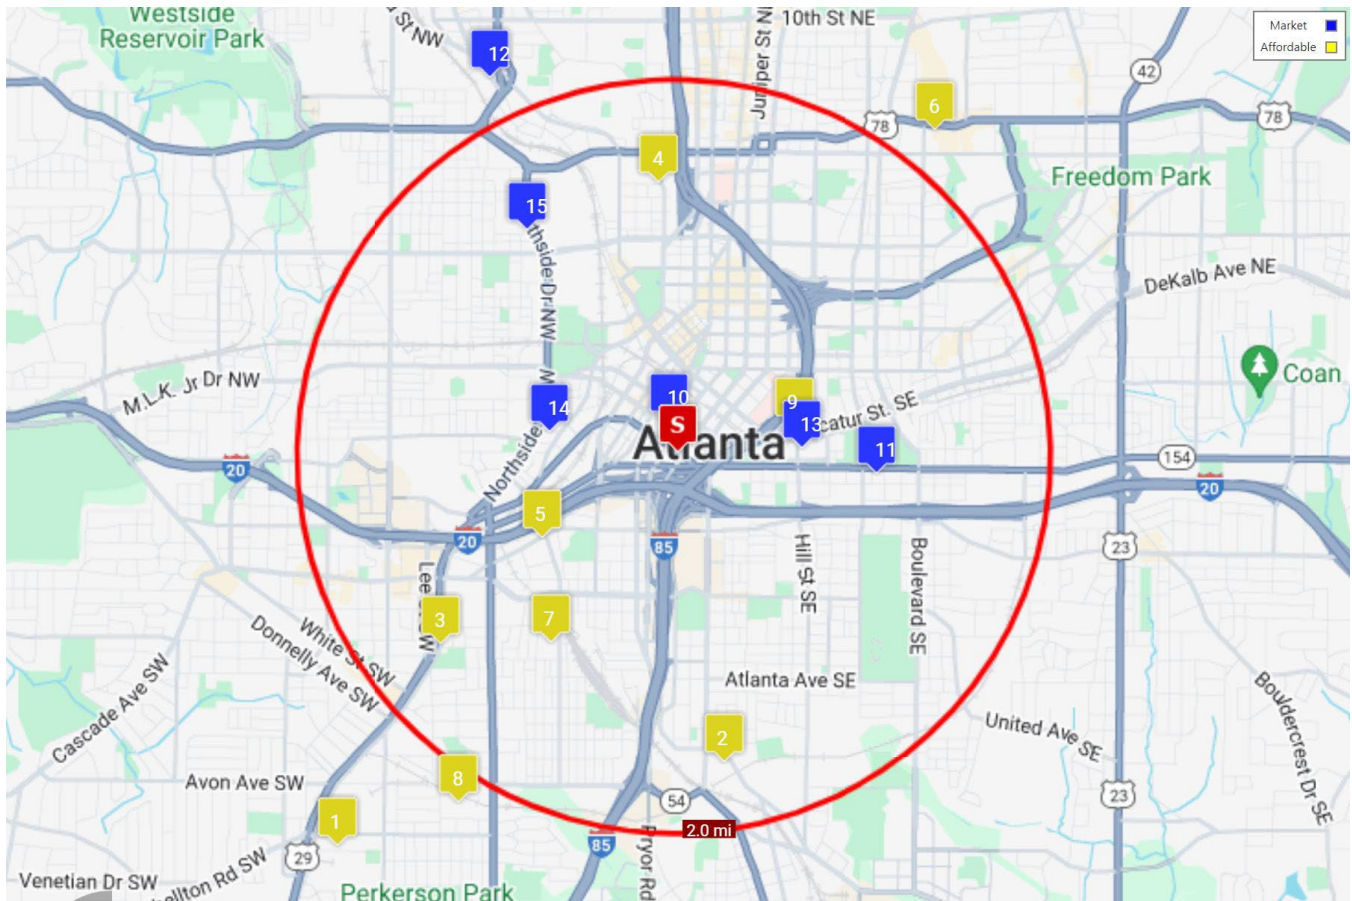 Westside
Reservoir Park
St NW
Juniper St NE
10th St NE
Market
Affordable
12
42
6
78
78
4
Freedom Park
15
thside Dr NW
DeKalb Ave NE
M.L.K. Jr Dr NW
Coan
10
9
14
S
13
catur St. SE
Atlanta
11
Northside
154
20
20
5
20
85
23
Hill St SE
Boulevard SE
Lee St SW
3
7
White St SW
Donnelly Ave SW
Cascade Ave SW
Atlanta Ave SE
Bouldercrest Dr SE
2
United Ave SE
8
Avon Ave SW
54
23
1
2.0 mi
85
29
Pryor Rd
Venetian Dr SW
ellton Rd SW
Perkerson Park